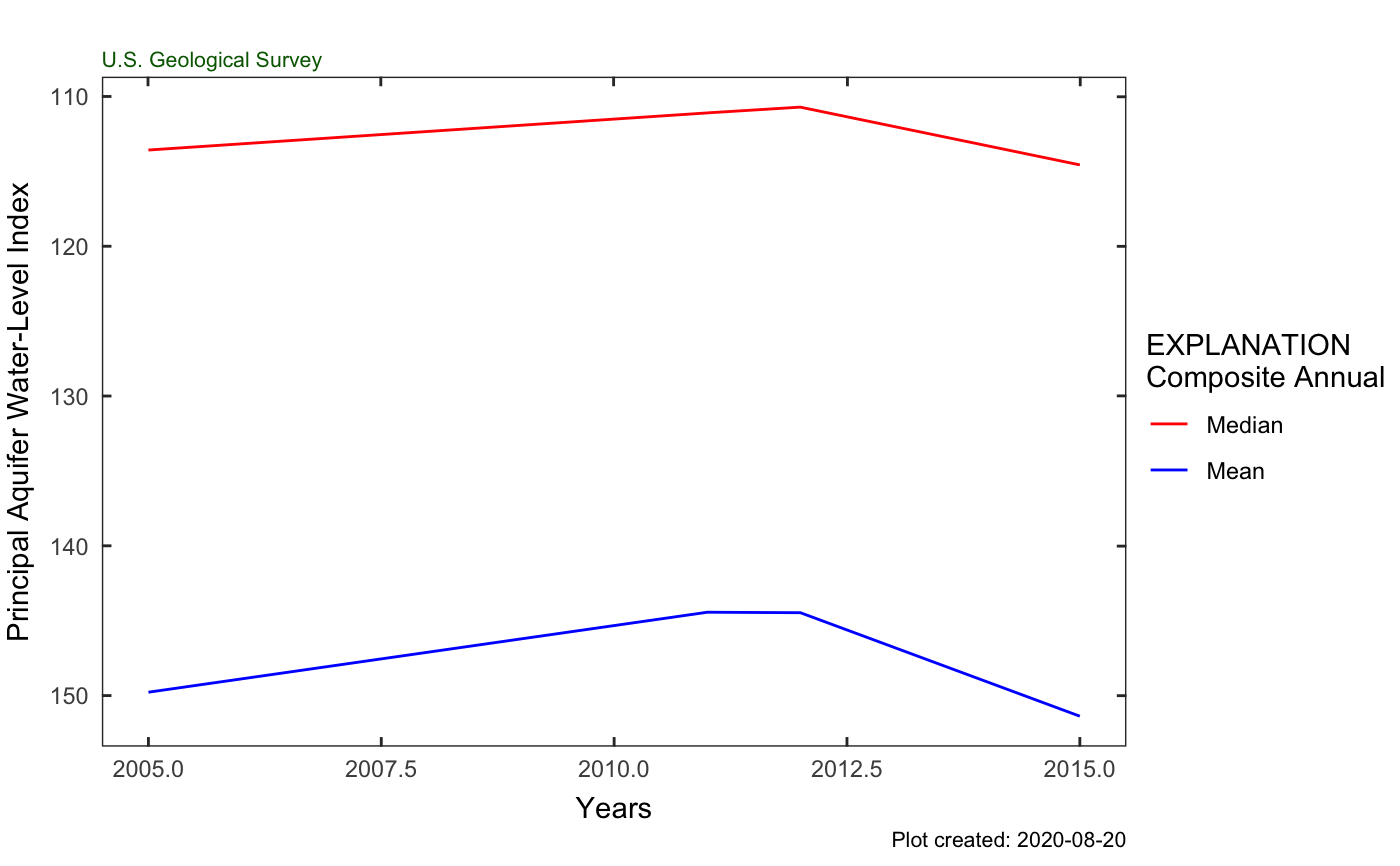 U.S. Geological Survey
110
120
130
140
150
Principal Aquifer Water-Level Index
2005.0
2007.5
2010.0
2012.5
2015.0
Years
EXPLANATION
Composite Annual
Median
Mean
Plot created: 2020-08-20